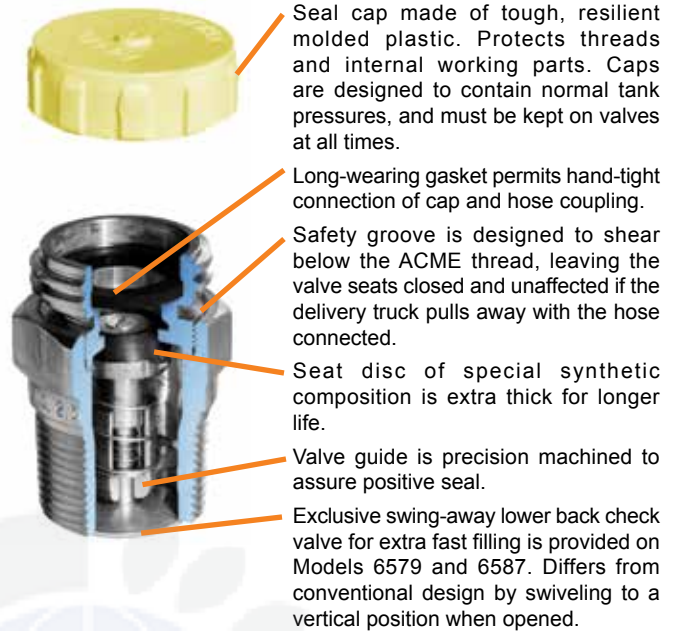 Seal cap made of tough, resilient
molded plastic. Protects threads
and internal working parts. Caps
are designed to contain normal tank
pressures, and must be kept on valves
at all times.
Long-wearing gasket permits hand-tight
connection of cap and hose coupling.
Safety groove is designed to shear
below the ACME thread, leaving the
valve seats closed and unaffected if the
delivery truck pulls away with the hose
connected.
Seat disc of special synthetic
composition is extra thick for longer
life.
Valve guide is precision machined to
assure positive seal.
Exclusive swing-away lower back check
valve for extra fast filling is provided on
Models 6579 and 6587. Differs from
conventional design by swiveling to a
vertical position when opened.